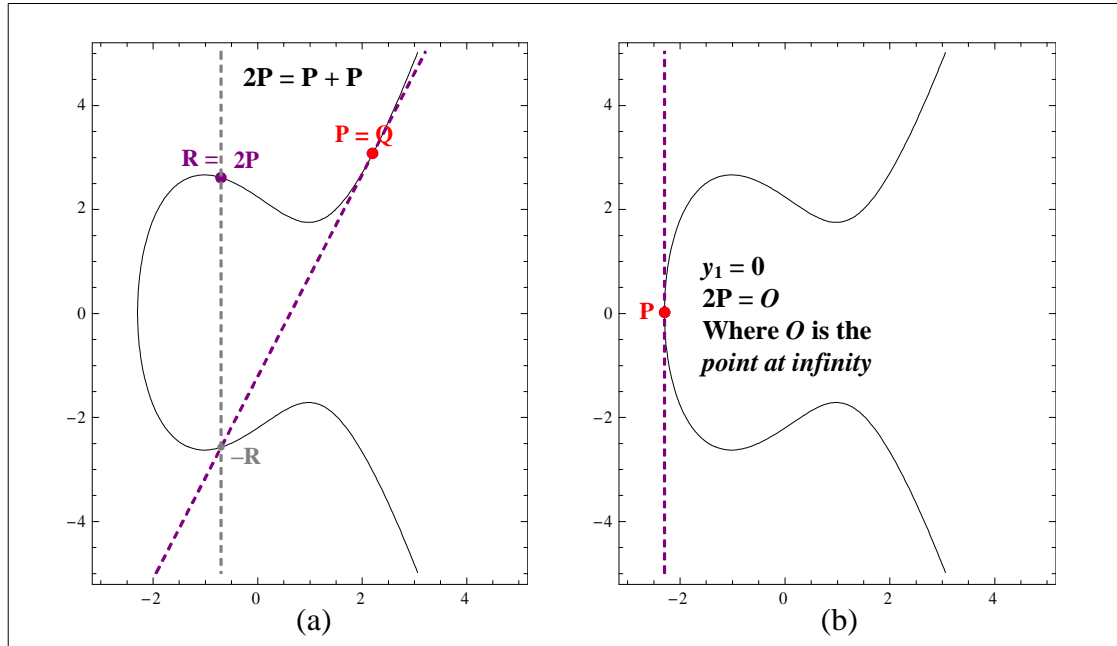 2P = P + P
P = Q
R = 2P
−R
4
2
0
−2
−4
−2 0 2 4
(a)
y₁ = 0
2P = O
Where O is the
point at infinity
P
4
2
0
−2
−4
−2 0 2 4
(b)